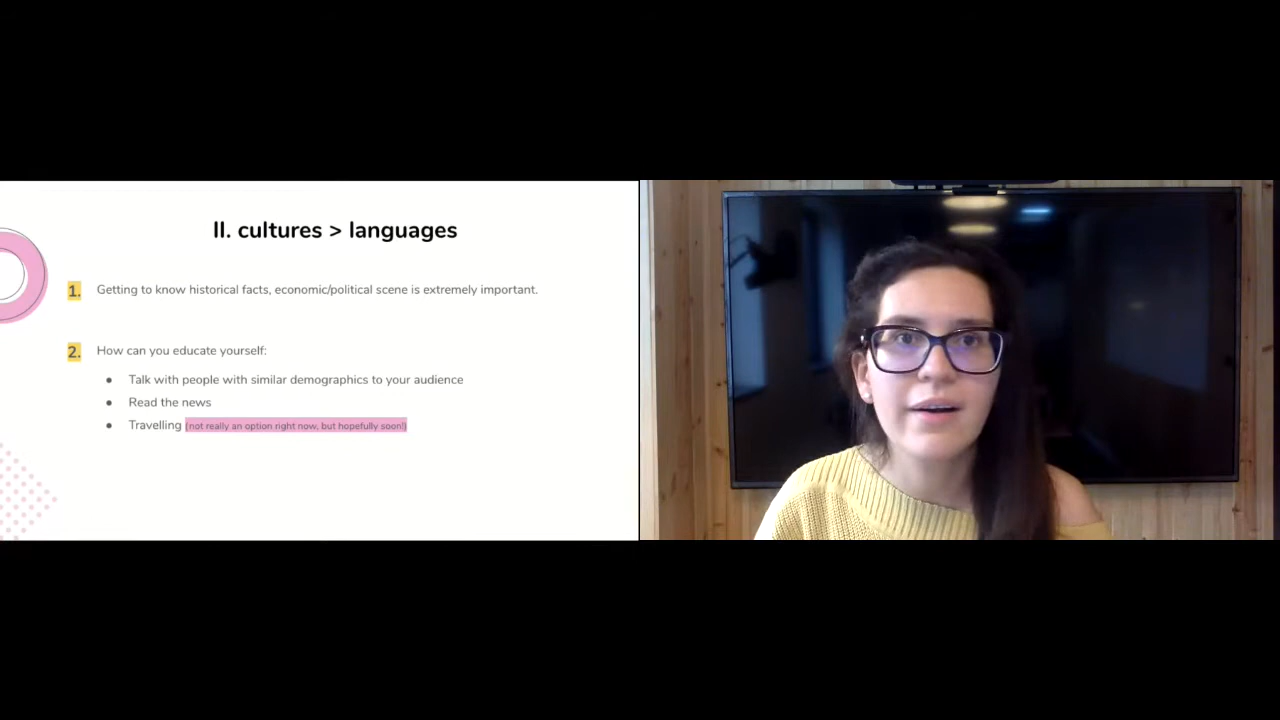 II. cultures > languages
1. Getting to know historical facts, economic/political scene is extremely important.
2. How can you educate yourself:
● Talk with people with similar demographics to your audience
● Read the news
● Travelling (not really an option right now, but hopefully soon!)